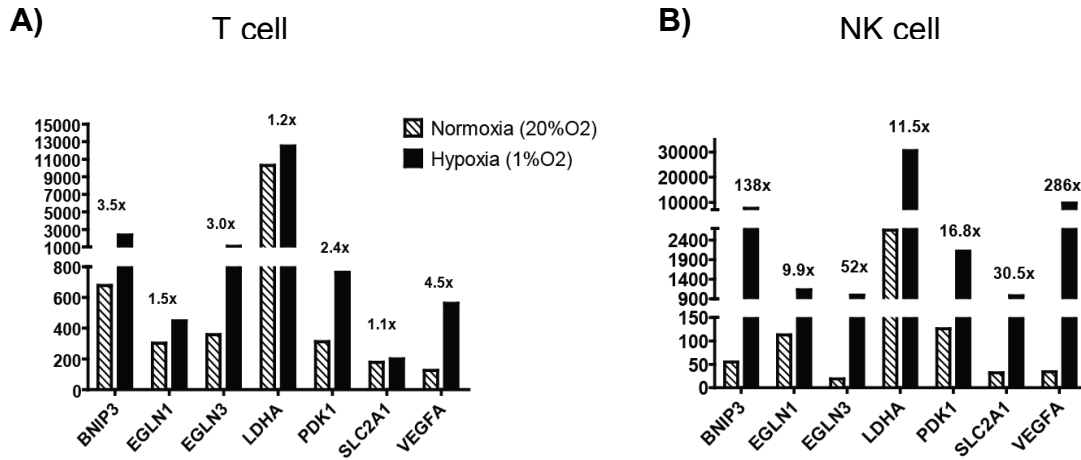 A)
T cell
15000
13000
11000
9000
7000
5000
3000
1000
800
600
400
200
0
3.5x
1.5x
3.0x
1.2x
2.4x
1.1x
4.5x
BNIP3
EGLN1
EGLN3
LDHA
PDK1
SLC2A1
VEGFA
Normoxia (20%O2)
Hypoxia (1%O2)
B)
NK cell
30000
20000
10000
2400
1900
1400
900
150
100
50
0
138x
9.9x
52x
11.5x
16.8x
30.5x
286x
BNIP3
EGLN1
EGLN3
LDHA
PDK1
SLC2A1
VEGFA